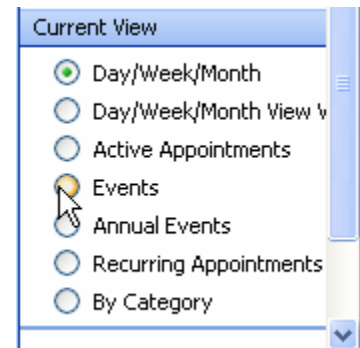 Current View
Day/Week/Month
Day/Week/Month View
Active Appointments
Events
Annual Events
Recurring Appointments
By Category